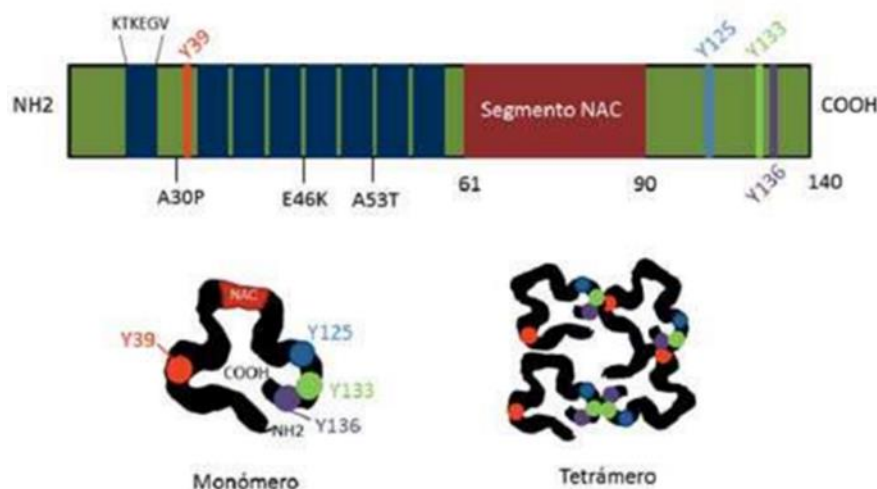 KTKEGV
Y39
Y125
Y133
NH2
Segmento NAC
COOH
A30P
E46K
A53T
61
90
Y136
140
NAC
Y39
Y125
COOH
Y133
Y136
NH2
Monómero
Tetrámero